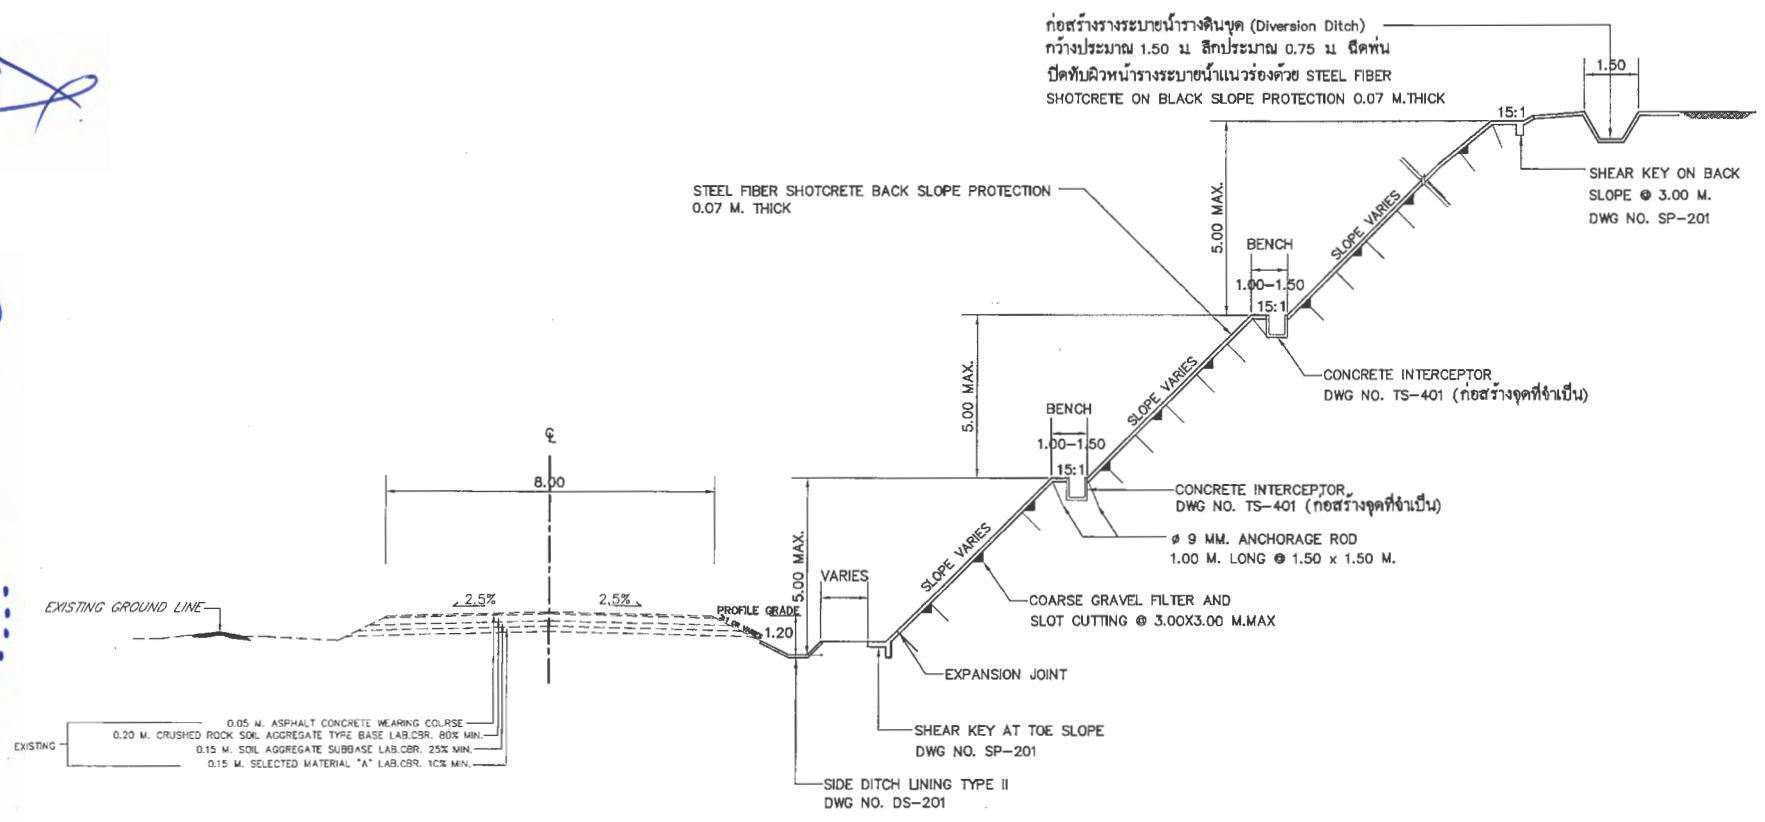 ก่อสร้างรางระบายน้ำรางดินขุด (Diversion Ditch)
กว้างประมาณ 1.50 ม. ลึกประมาณ 0.75 ม. ฉีดพ่น
ปิดทับผิวหน้ารางระบายน้ำแนวร่องด้วย STEEL FIBER
SHOTCRETE ON BLACK SLOPE PROTECTION 0.07 M.THICK
1.50
15:1
SHEAR KEY ON BACK
SLOPE @ 3.00 M.
DWG NO. SP-201
STEEL FIBER SHOTCRETE BACK SLOPE PROTECTION
0.07 M. THICK
5.00 MAX.
SLOPE VARIES
BENCH
1.00-1.50
15:1
CONCRETE INTERCEPTOR
DWG NO. TS-401 (ก่อสร้างจุดที่จำเป็น)
5.00 MAX.
SLOPE VARIES
BENCH
1.00-1.50
15:1
CONCRETE INTERCEPTOR
DWG NO. TS-401 (ก่อสร้างจุดที่จำเป็น)
ø 9 MM. ANCHORAGE ROD
1.00 M. LONG @ 1.50 x 1.50 M.
℄
8.00
5.00 MAX.
SLOPE VARIES
VARIES
COARSE GRAVEL FILTER AND
SLOT CUTTING @ 3.00X3.00 M.MAX
EXISTING GROUND LINE
2.5%
2.5%
PROFILE GRADE
1.20
EXPANSION JOINT
SHEAR KEY AT TOE SLOPE
DWG NO. SP-201
EXISTING
0.05 M. ASPHALT CONCRETE WEARING COURSE
0.20 M. CRUSHED ROCK SOIL AGGREGATE TYPE BASE LAB.CBR. 80% MIN.
0.15 M. SOIL AGGREGATE SUBBASE LAB.CBR. 25% MIN.
0.15 M. SELECTED MATERIAL "A" LAB.CBR. 10% MIN.
SIDE DITCH LINING TYPE II
DWG NO. DS-201